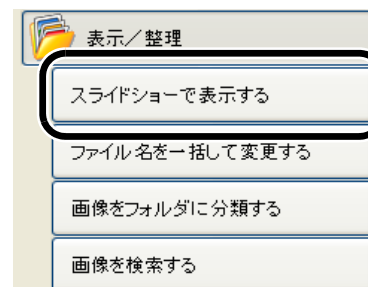 表示／整理
スライドショーで表示する
ファイル名を一括して変更する
画像をフォルダに分類する
画像を検索する